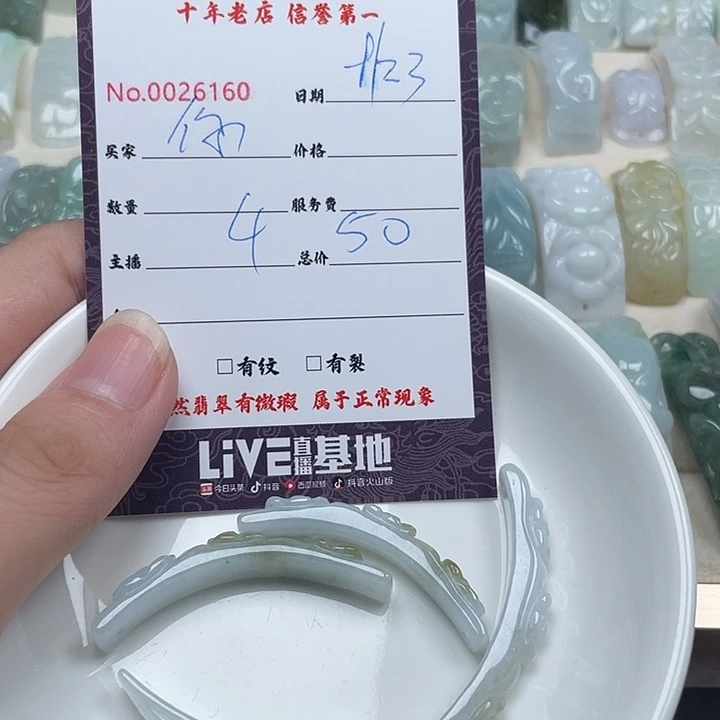 十年老店 信誉第一
No.0026160 日期
买家 价格
数量 4 服务费 50
主播 总价
□有纹 □有裂
然翡翠有微瑕 属于正常现象
LIVE直播基地
今日头条 抖音 西瓜视频 抖音火山版